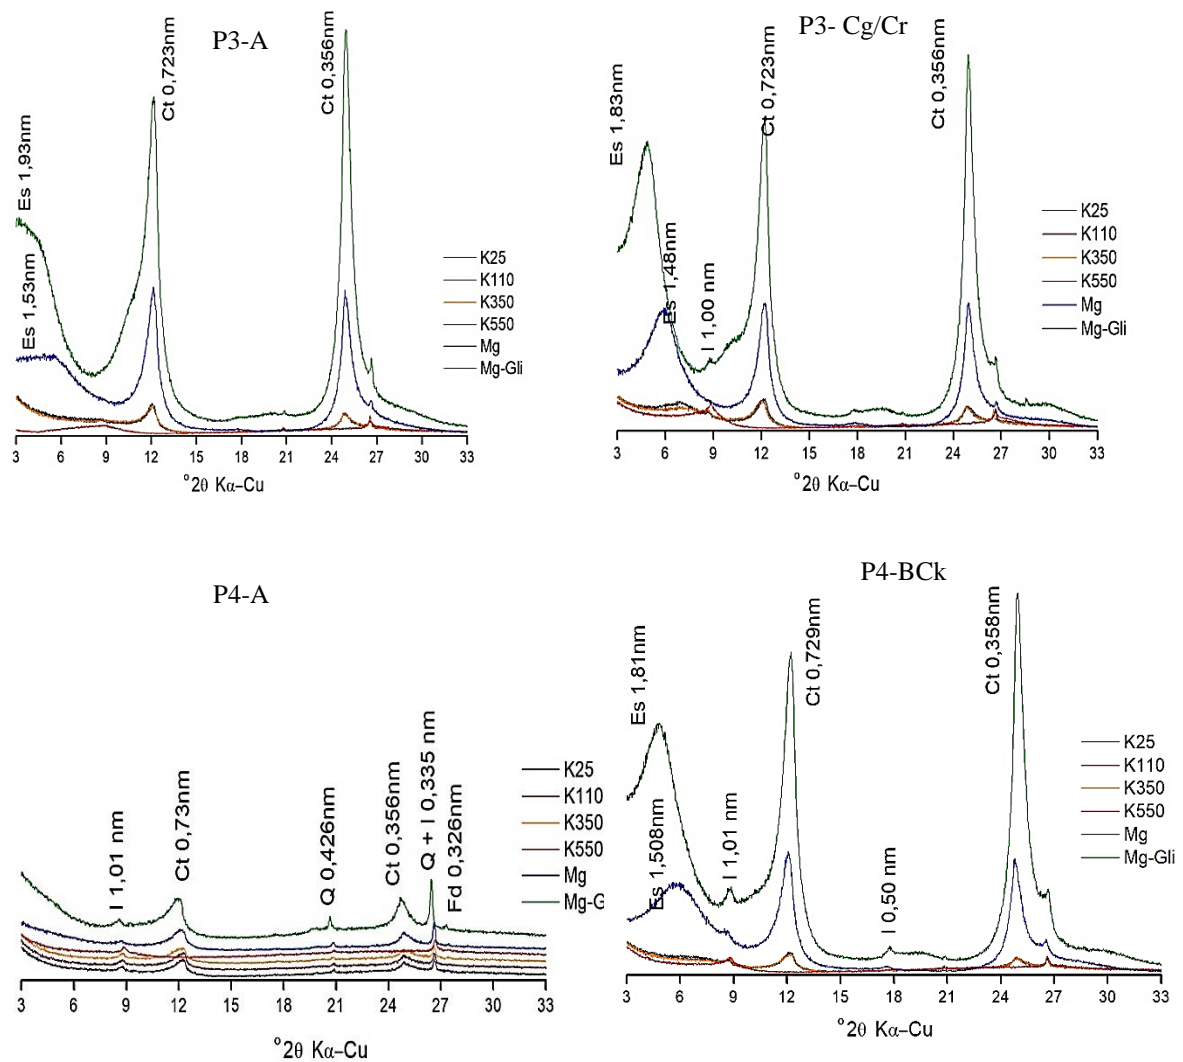 P3-A
Es 1,93nm
Es 1,53nm
Ct 0,723nm
Ct 0,356nm
K25
K110
K350
K550
Mg
Mg-Gli
3 6 9 12 15 18 21 24 27 30 33
°2θ Kα–Cu
P3- Cg/Cr
Es 1,83nm
Es 1,48nm
I 1,00 nm
Ct 0,723nm
Ct 0,356nm
K25
K110
K350
K550
Mg
Mg-Gli
3 6 9 12 15 18 21 24 27 30 33
°2θ Kα–Cu
P4-A
I 1,01 nm
Ct 0,73nm
Q 0,426nm
Ct 0,356nm
Q + I 0,335 nm
Fd 0,326nm
K25
K110
K350
K550
Mg
Mg-G
3 6 9 12 15 18 21 24 27 30 33
°2θ Kα–Cu
P4-BCk
Es 1,81nm
Es 1,508nm
I 1,01 nm
Ct 0,729nm
I 0,50 nm
Ct 0,358nm
K25
K110
K350
K550
Mg
Mg-Gli
3 6 9 12 15 18 21 24 27 30 33
°2θ Kα–Cu